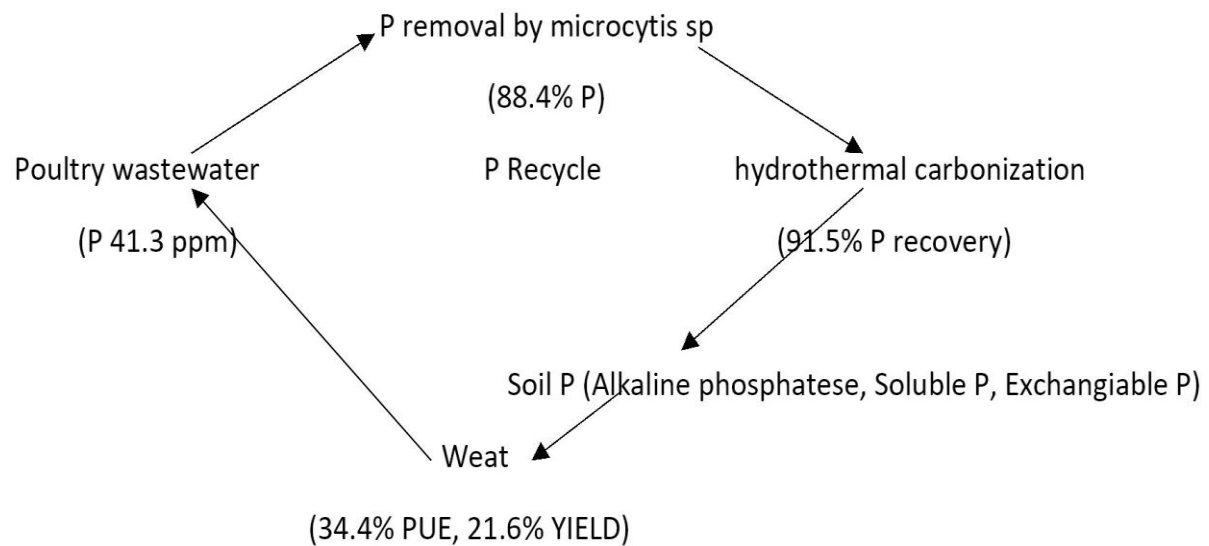 P removal by microcytis sp
(88.4% P)
Poultry wastewater
P Recycle
hydrothermal carbonization
(P 41.3 ppm)
(91.5% P recovery)
Soil P (Alkaline phosphatese, Soluble P, Exchangiable P)
Weat
(34.4% PUE, 21.6% YIELD)